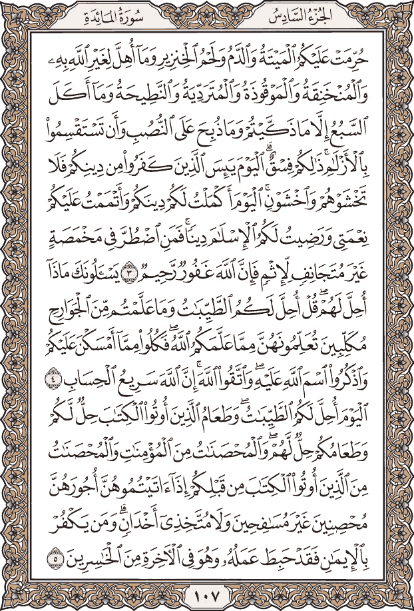 الجزء السادس
سورة المائدة
حُرِّمَتْ عَلَيْكُمُ ٱلْمَيْتَةُ وَٱلدَّمُ وَلَحْمُ ٱلْخِنزِيرِ وَمَآ أُهِلَّ لِغَيْرِ ٱللَّهِ بِهِۦ
وَٱلْمُنْخَنِقَةُ وَٱلْمَوْقُوذَةُ وَٱلْمُتَرَدِّيَةُ وَٱلنَّطِيحَةُ وَمَآ أَكَلَ
ٱلسَّبُعُ إِلَّا مَا ذَكَّيْتُمْ وَمَا ذُبِحَ عَلَى ٱلنُّصُبِ وَأَن تَسْتَقْسِمُوا۟
بِٱلْأَزْلَـٰمِ ۚ ذَٰلِكُمْ فِسْقٌ ۗ ٱلْيَوْمَ يَئِسَ ٱلَّذِينَ كَفَرُوا۟ مِن دِينِكُمْ فَلَا
تَخْشَوْهُمْ وَٱخْشَوْنِ ۚ ٱلْيَوْمَ أَكْمَلْتُ لَكُمْ دِينَكُمْ وَأَتْمَمْتُ عَلَيْكُمْ
نِعْمَتِى وَرَضِيتُ لَكُمُ ٱلْإِسْلَـٰمَ دِينًا ۚ فَمَنِ ٱضْطُرَّ فِى مَخْمَصَةٍ
غَيْرَ مُتَجَانِفٍ لِّإِثْمٍ ۙ فَإِنَّ ٱللَّهَ غَفُورٌ رَّحِيمٌ ٣ يَسْـَٔلُونَكَ مَاذَآ
أُحِلَّ لَهُمْ ۖ قُلْ أُحِلَّ لَكُمُ ٱلطَّيِّبَـٰتُ ۙ وَمَا عَلَّمْتُم مِّنَ ٱلْجَوَارِحِ
مُكَلِّبِينَ تُعَلِّمُونَهُنَّ مِمَّا عَلَّمَكُمُ ٱللَّهُ ۖ فَكُلُوا۟ مِمَّآ أَمْسَكْنَ عَلَيْكُمْ
وَٱذْكُرُوا۟ ٱسْمَ ٱللَّهِ عَلَيْهِ ۖ وَٱتَّقُوا۟ ٱللَّهَ ۚ إِنَّ ٱللَّهَ سَرِيعُ ٱلْحِسَابِ ٤
ٱلْيَوْمَ أُحِلَّ لَكُمُ ٱلطَّيِّبَـٰتُ ۖ وَطَعَامُ ٱلَّذِينَ أُوتُوا۟ ٱلْكِتَـٰبَ حِلٌّ لَّكُمْ
وَطَعَامُكُمْ حِلٌّ لَّهُمْ ۖ وَٱلْمُحْصَنَـٰتُ مِنَ ٱلْمُؤْمِنَـٰتِ وَٱلْمُحْصَنَـٰتُ
مِنَ ٱلَّذِينَ أُوتُوا۟ ٱلْكِتَـٰبَ مِن قَبْلِكُمْ إِذَآ ءَاتَيْتُمُوهُنَّ أُجُورَهُنَّ
مُحْصِنِينَ غَيْرَ مُسَـٰفِحِينَ وَلَا مُتَّخِذِىٓ أَخْدَانٍ ۗ وَمَن يَكْفُرْ
بِٱلْإِيمَـٰنِ فَقَدْ حَبِطَ عَمَلُهُۥ وَهُوَ فِى ٱلْـَٔاخِرَةِ مِنَ ٱلْخَـٰسِرِينَ ٥
١٠٧